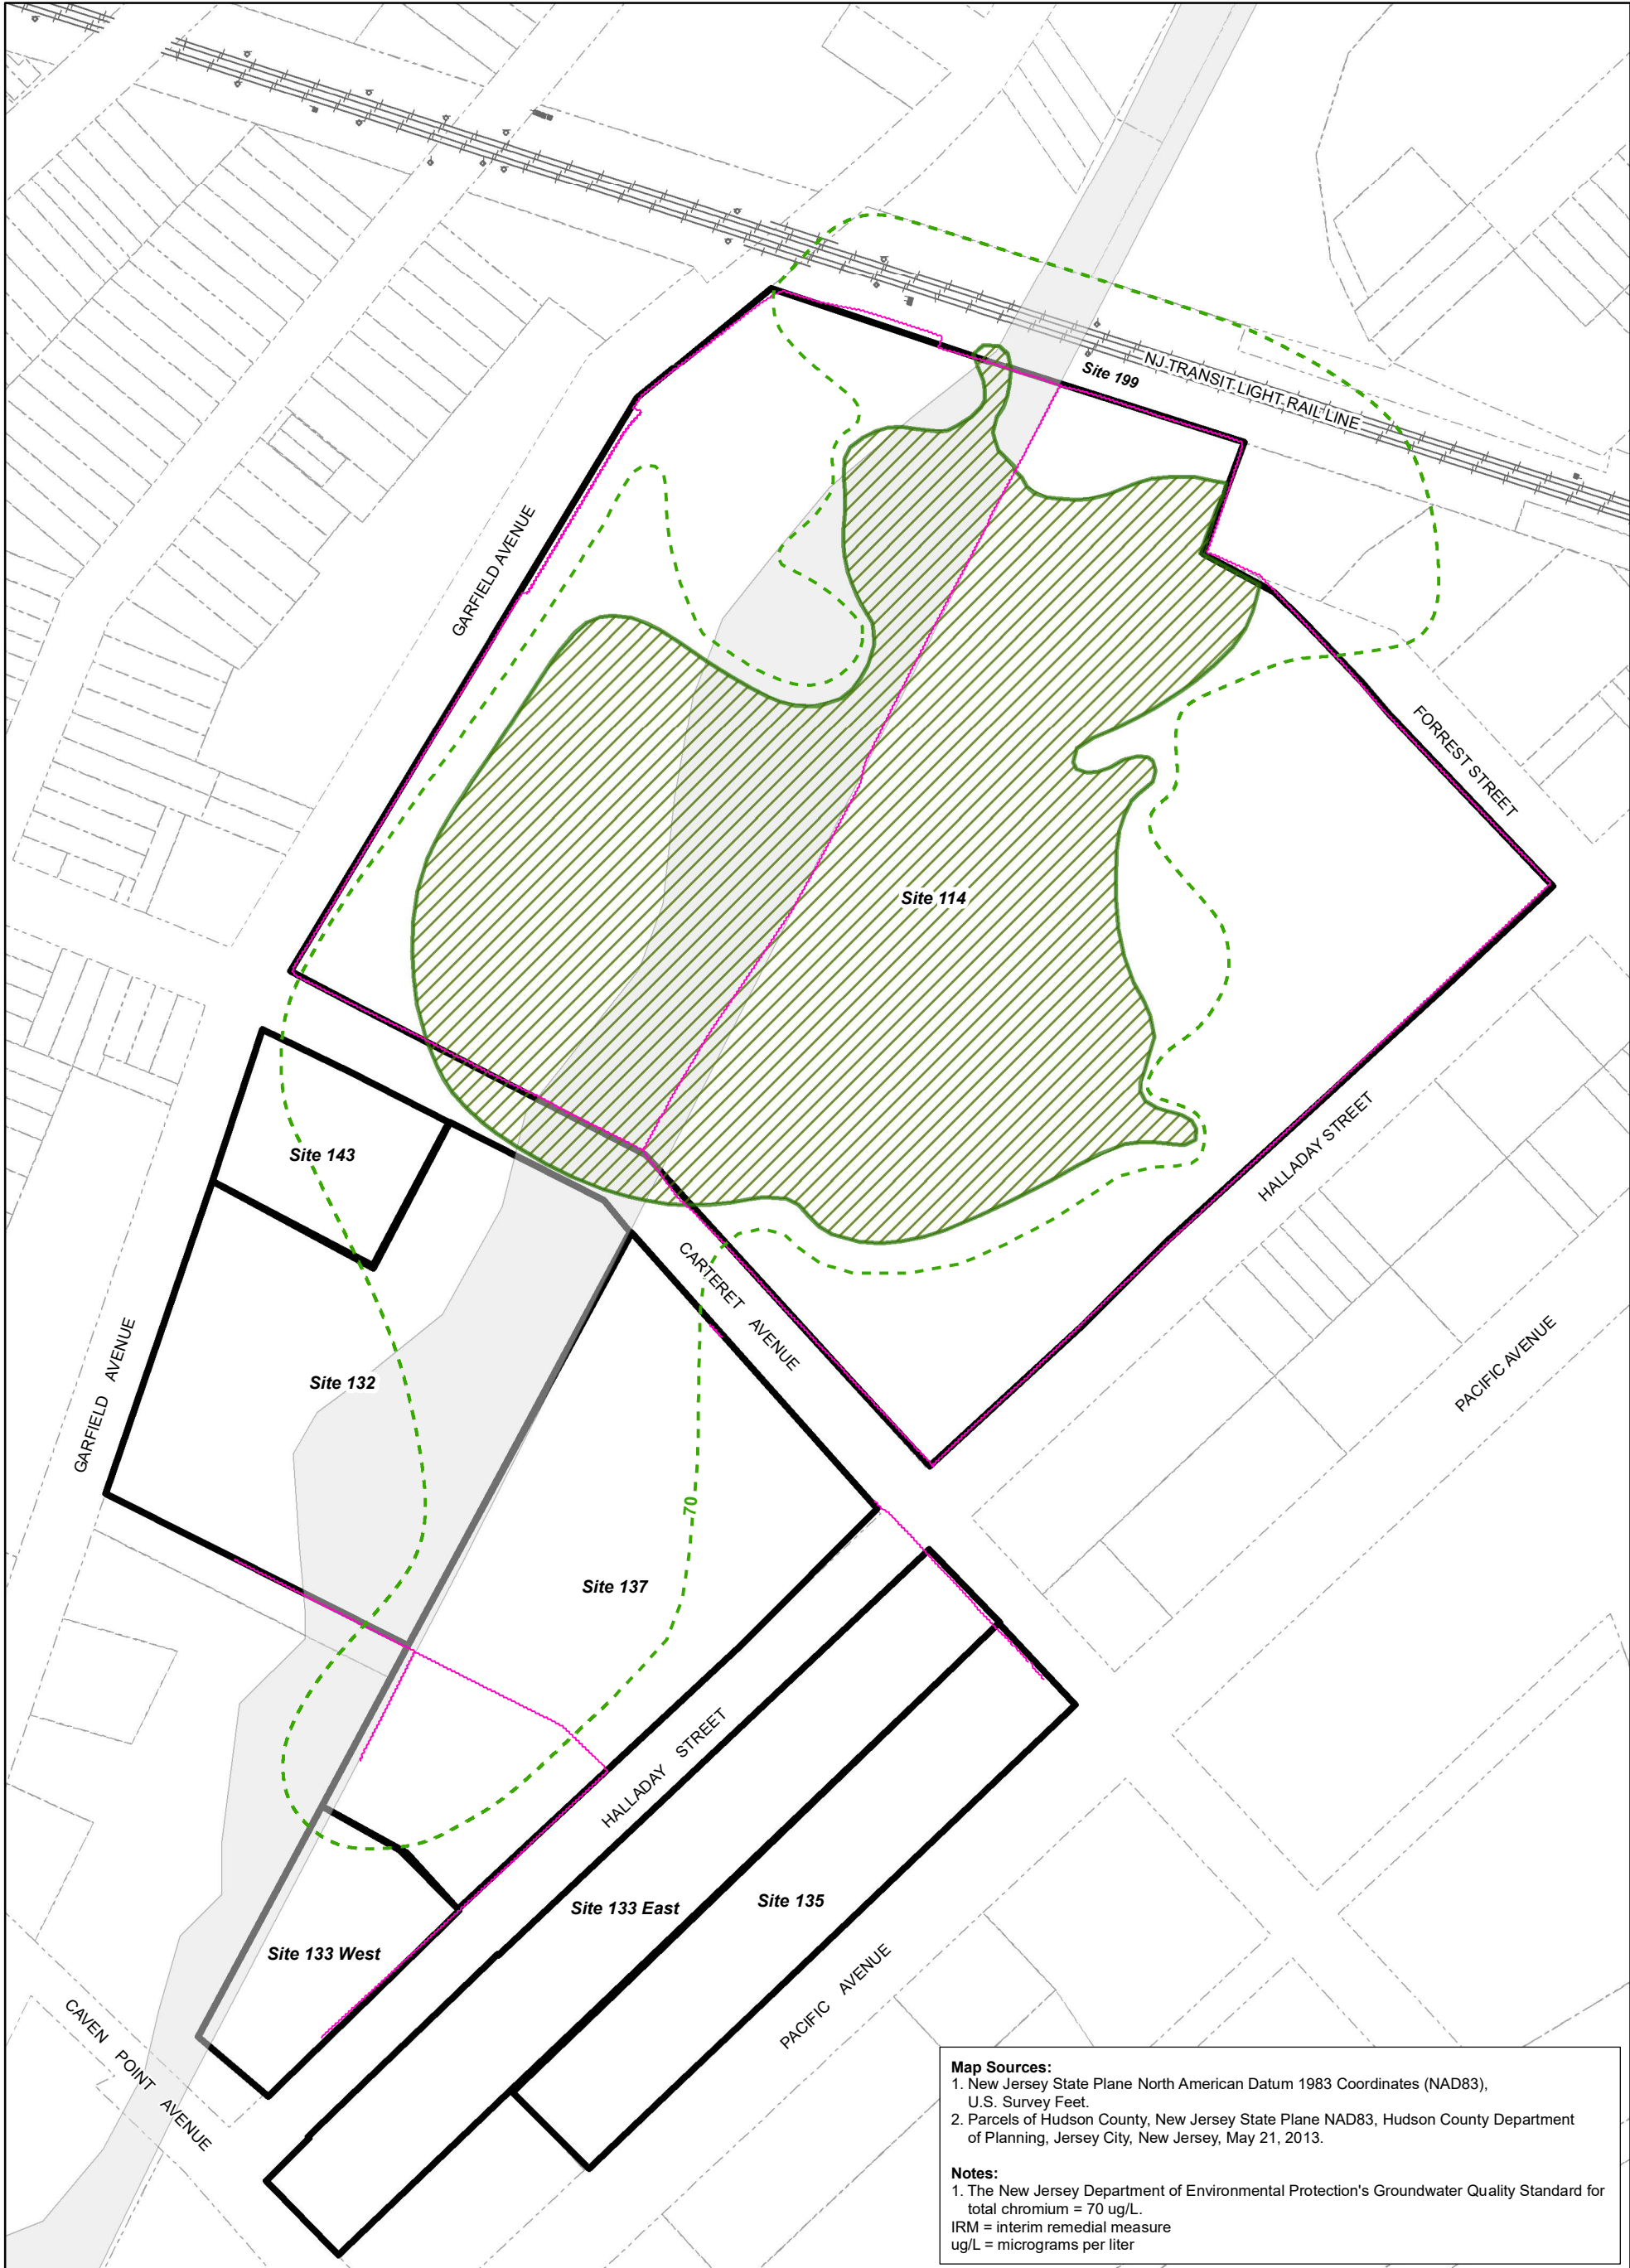 NJ TRANSIT LIGHT RAIL LINE
Site 199
GARFIELD AVENUE
FORREST STREET
Site 114
HALLADAY STREET
Site 143
CARTERET AVENUE
PACIFIC AVENUE
GARFIELD AVENUE
Site 132
70
Site 137
HALLADAY STREET
Site 133 East
Site 135
Site 133 West
PACIFIC AVENUE
CAVEN POINT AVENUE
Map Sources:
1. New Jersey State Plane North American Datum 1983 Coordinates (NAD83),
U.S. Survey Feet.
2. Parcels of Hudson County, New Jersey State Plane NAD83, Hudson County Department
of Planning, Jersey City, New Jersey, May 21, 2013.
Notes:
1. The New Jersey Department of Environmental Protection's Groundwater Quality Standard for
total chromium = 70 ug/L.
IRM = interim remedial measure
ug/L = micrograms per liter